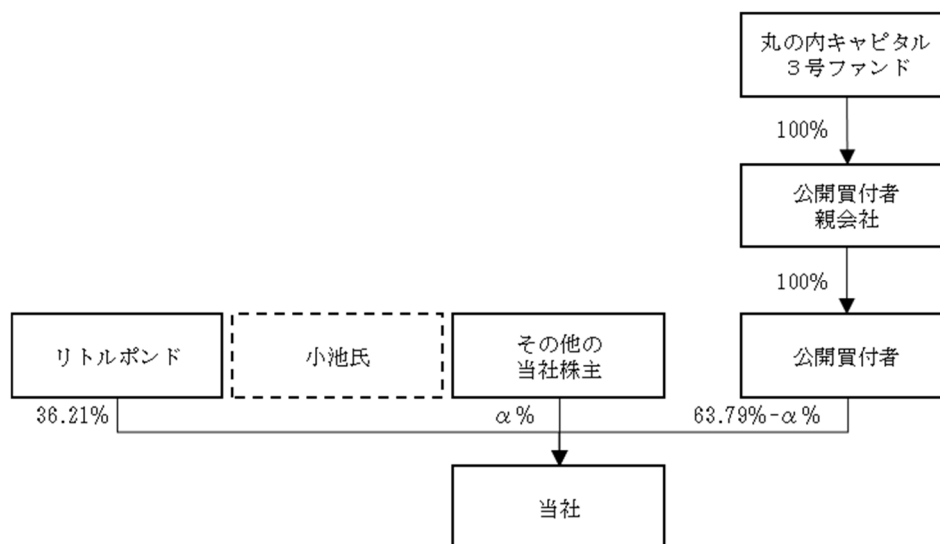 丸の内キャピタル
３号ファンド
100%
公開買付者
親会社
100%
リトルポンド
小池氏
その他の
当社株主
公開買付者
36.21%
α%
63.79%-α%
当社